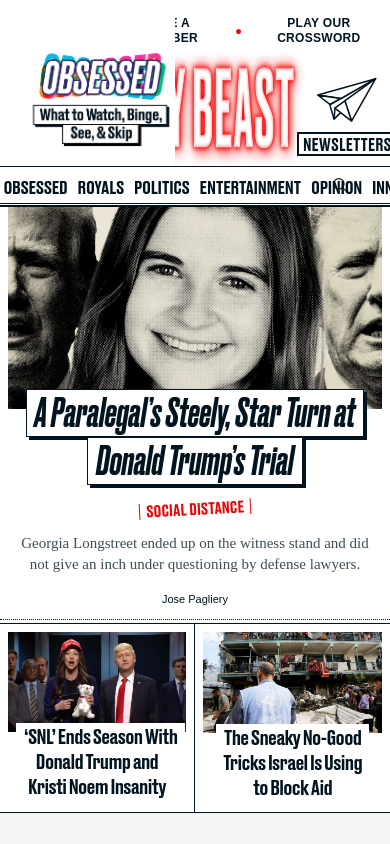 E A
BER
PLAY OUR
CROSSWORD
OBSESSED
What to Watch, Binge,
See, & Skip
Y BEAST
NEWSLETTERS
OBSESSED ROYALS POLITICS ENTERTAINMENT OPINION INN
A Paralegal's Steely, Star Turn at
Donald Trump's Trial
SOCIAL DISTANCE
Georgia Longstreet ended up on the witness stand and did
not give an inch under questioning by defense lawyers.
Jose Pagliery
‘SNL’ Ends Season With
Donald Trump and
Kristi Noem Insanity
The Sneaky No-Good
Tricks Israel Is Using
to Block Aid